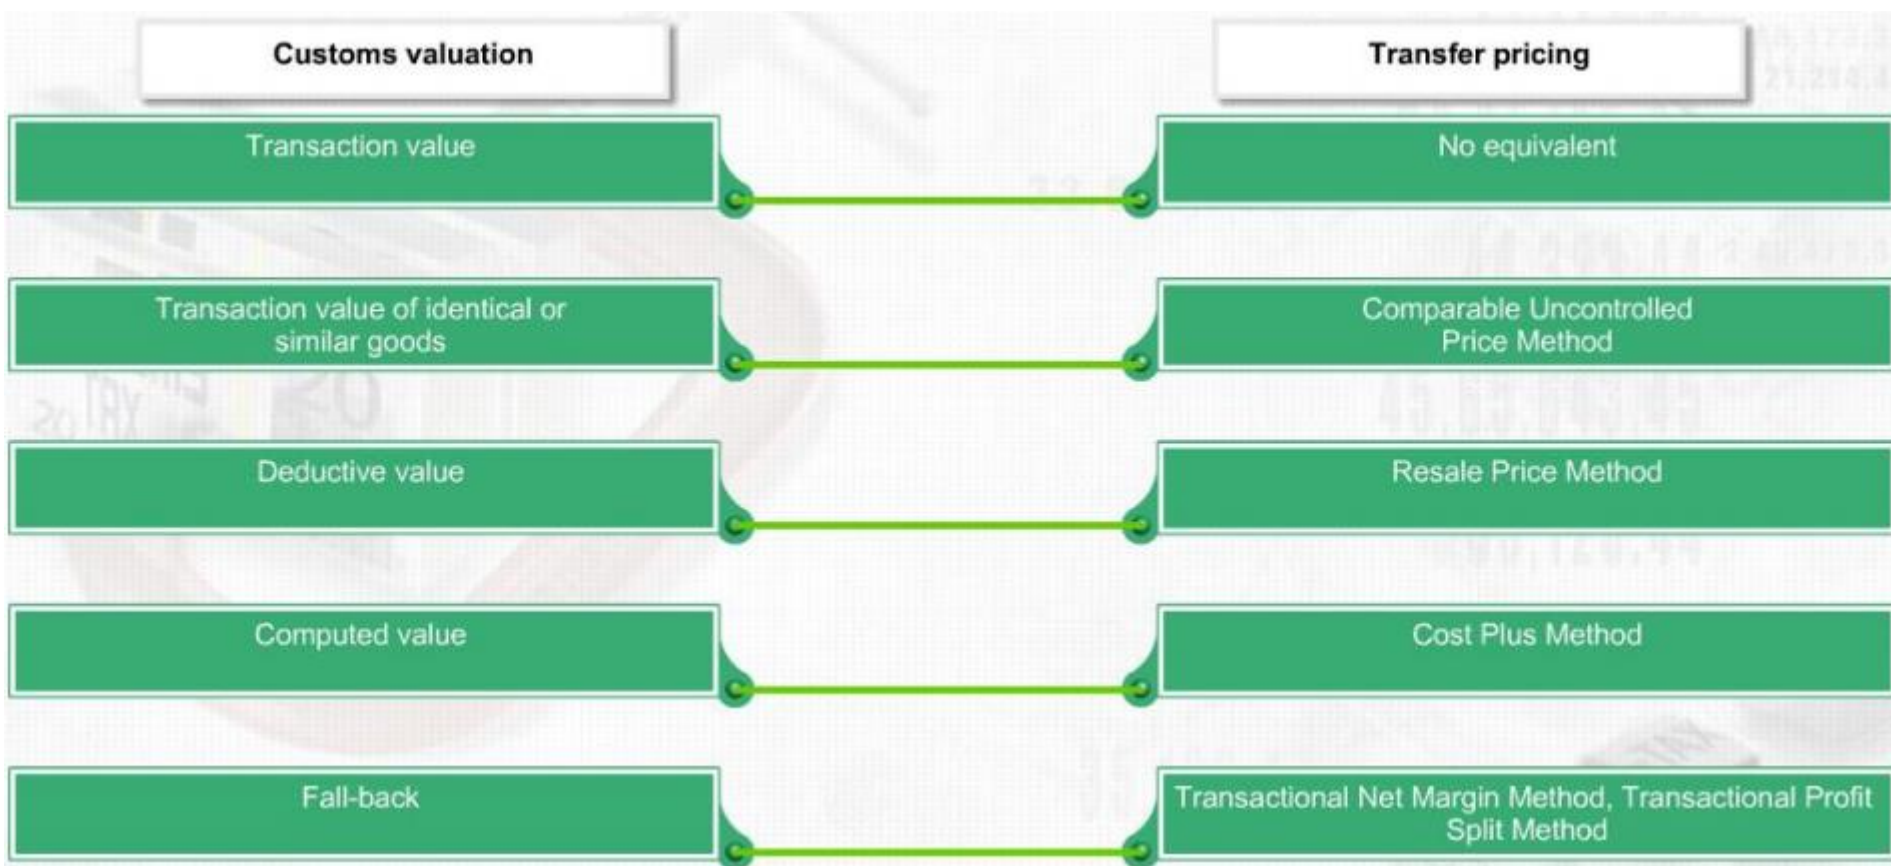 Customs valuation
Transfer pricing
Transaction value
No equivalent
Transaction value of identical or
similar goods
Comparable Uncontrolled
Price Method
Deductive value
Resale Price Method
Computed value
Cost Plus Method
Fall-back
Transactional Net Margin Method, Transactional Profit
Split Method